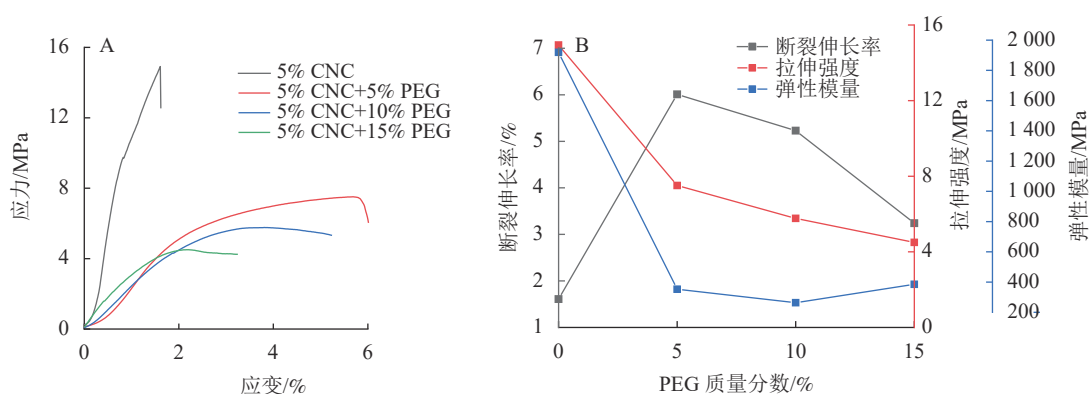 A
5% CNC
5% CNC+5% PEG
5% CNC+10% PEG
5% CNC+15% PEG
应力/MPa
16
12
8
4
0
0
2
4
6
应变/%
B
断裂伸长率
拉伸强度
弹性模量
断裂伸长率/%
7
6
5
4
3
2
1
0
5
10
15
PEG 质量分数/%
拉伸强度/MPa
16
12
8
4
0
弹性模量/MPa
2 000
1 800
1 600
1 400
1 200
1 000
800
600
400
200